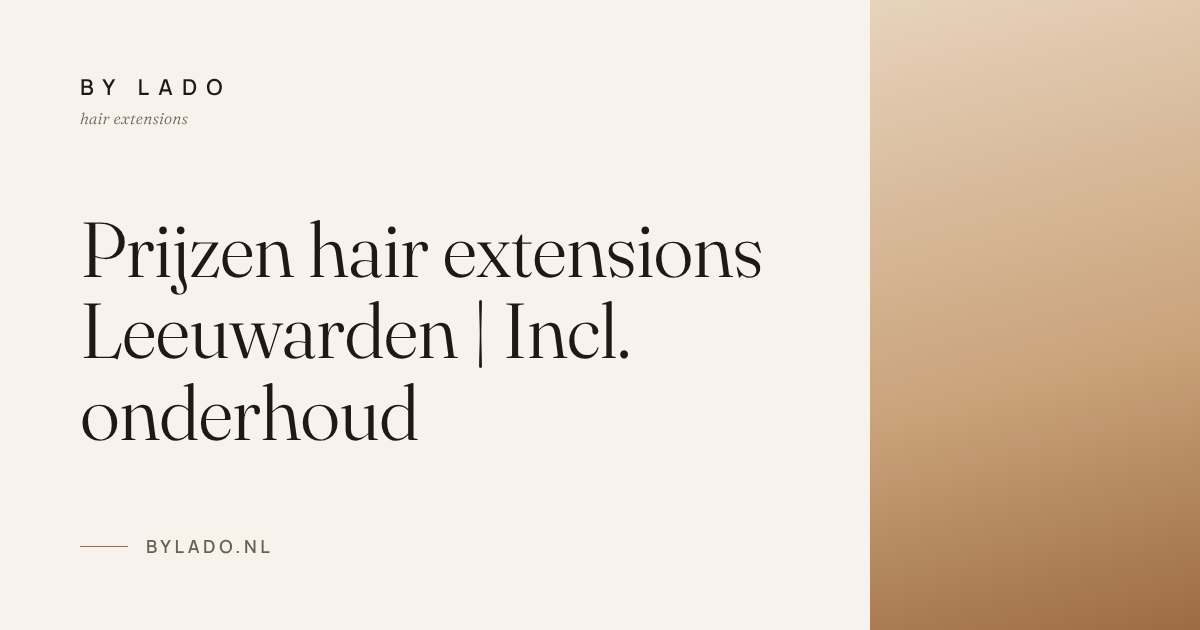 BY LADO
hair extensions
Prijzen hair extensions
Leeuwarden | Incl.
onderhoud
BYLADO.NL